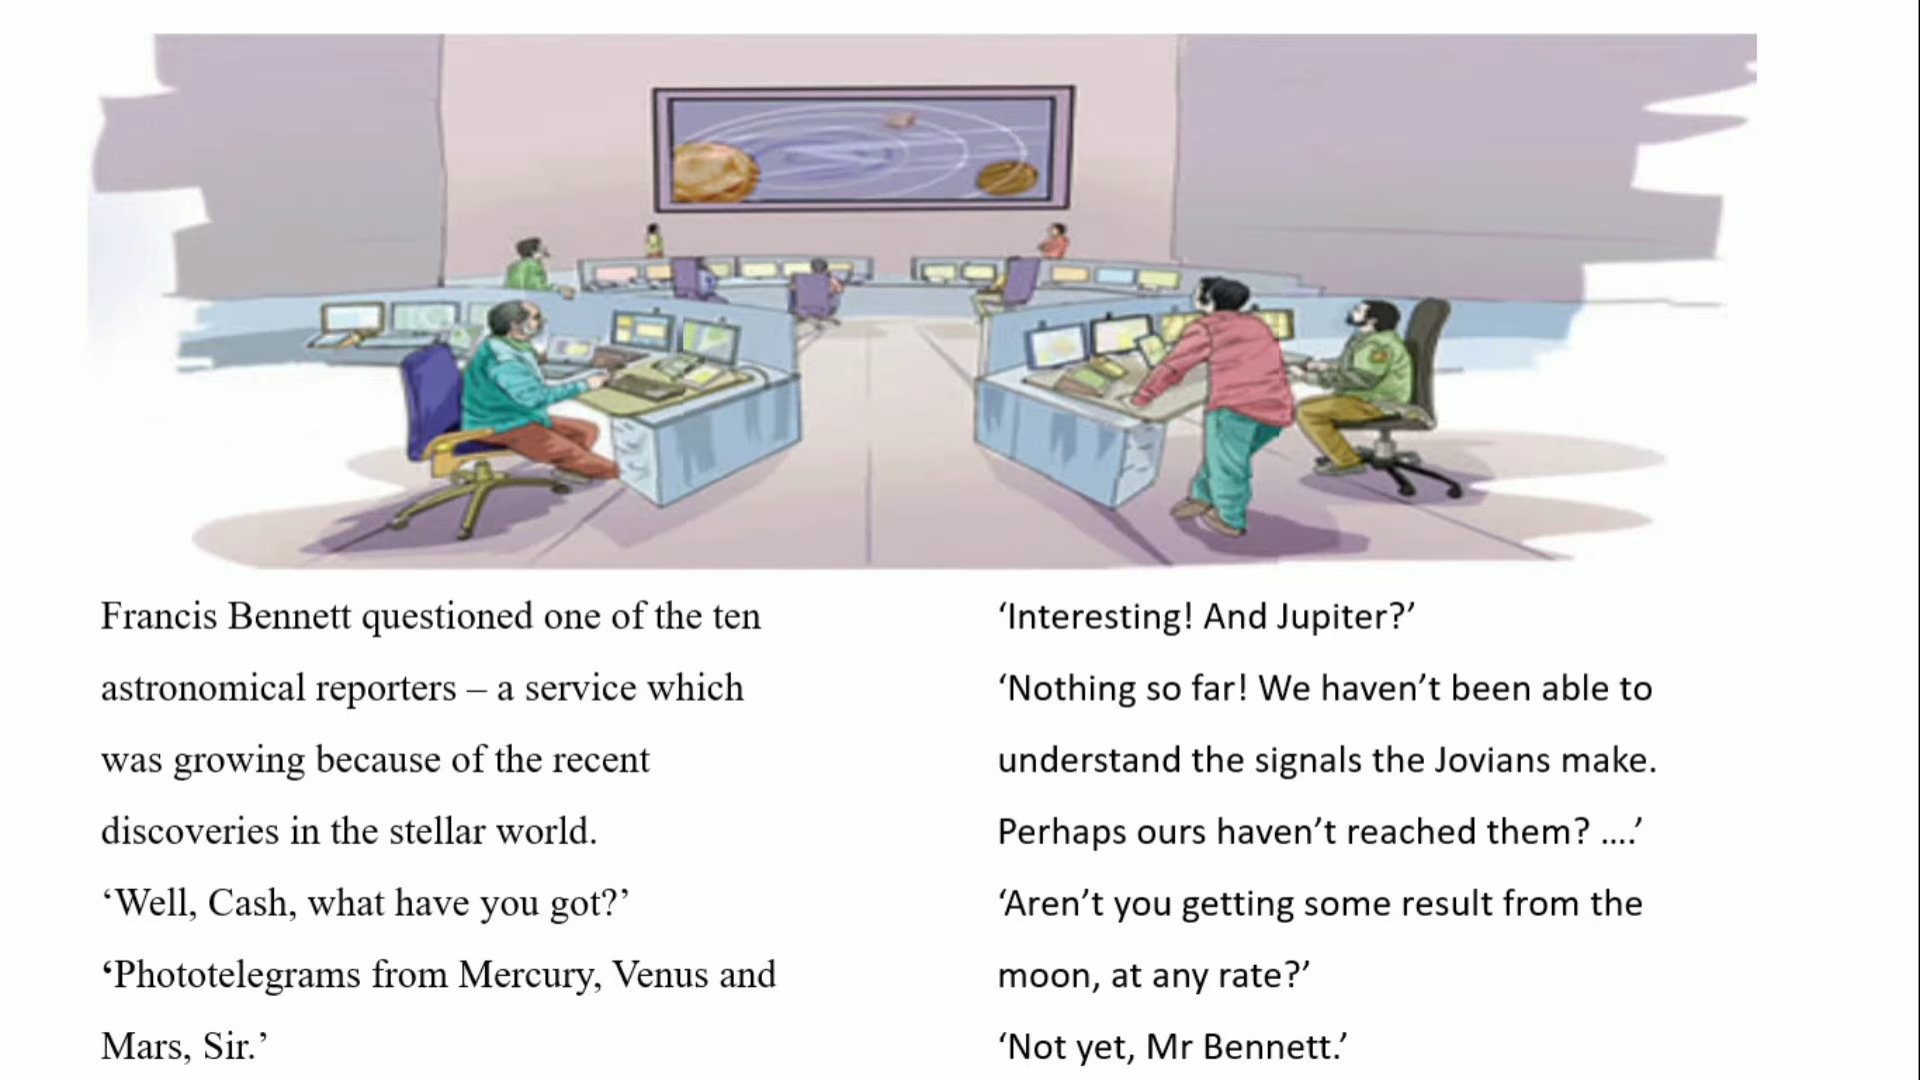 Francis Bennett questioned one of the ten
astronomical reporters – a service which
was growing because of the recent
discoveries in the stellar world.
‘Well, Cash, what have you got?’
‘Phototelegrams from Mercury, Venus and
Mars, Sir.’
‘Interesting! And Jupiter?’
‘Nothing so far! We haven’t been able to
understand the signals the Jovians make.
Perhaps ours haven’t reached them? ....’
‘Aren’t you getting some result from the
moon, at any rate?’
‘Not yet, Mr Bennett.’